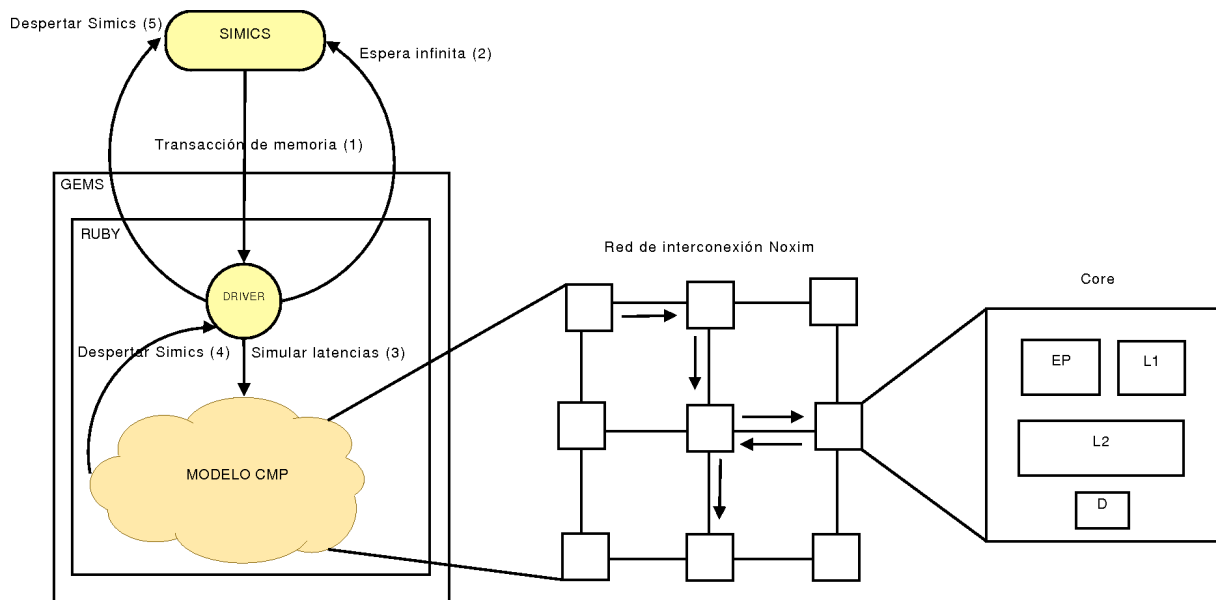 Despertar Simics (5)
SIMICS
Espera infinita (2)
Transacción de memoria (1)
GEMS
RUBY
DRIVER
Despertar Simics (4)
Simular latencias (3)
MODELO CMP
Red de interconexión Noxim
Core
EP
L1
L2
D